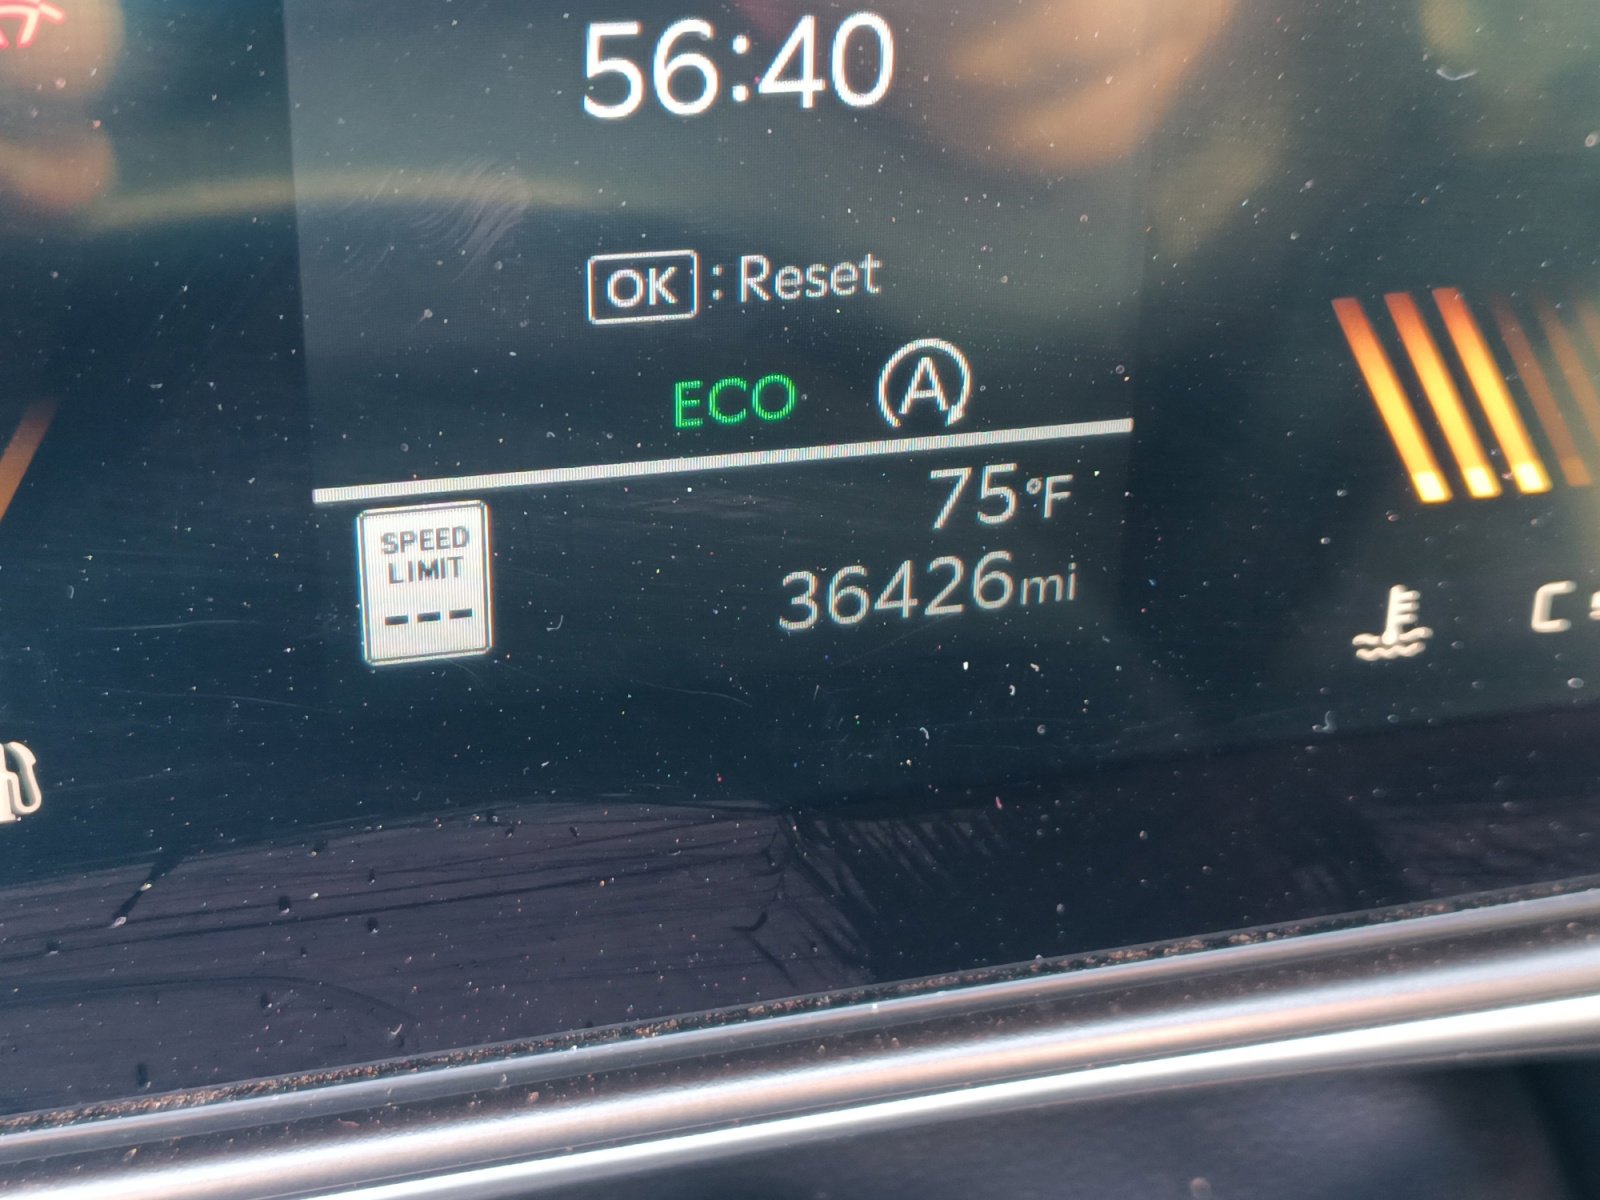 56:40
OK : Reset
ECO A
75°F
SPEED
LIMIT
---
36426mi
C